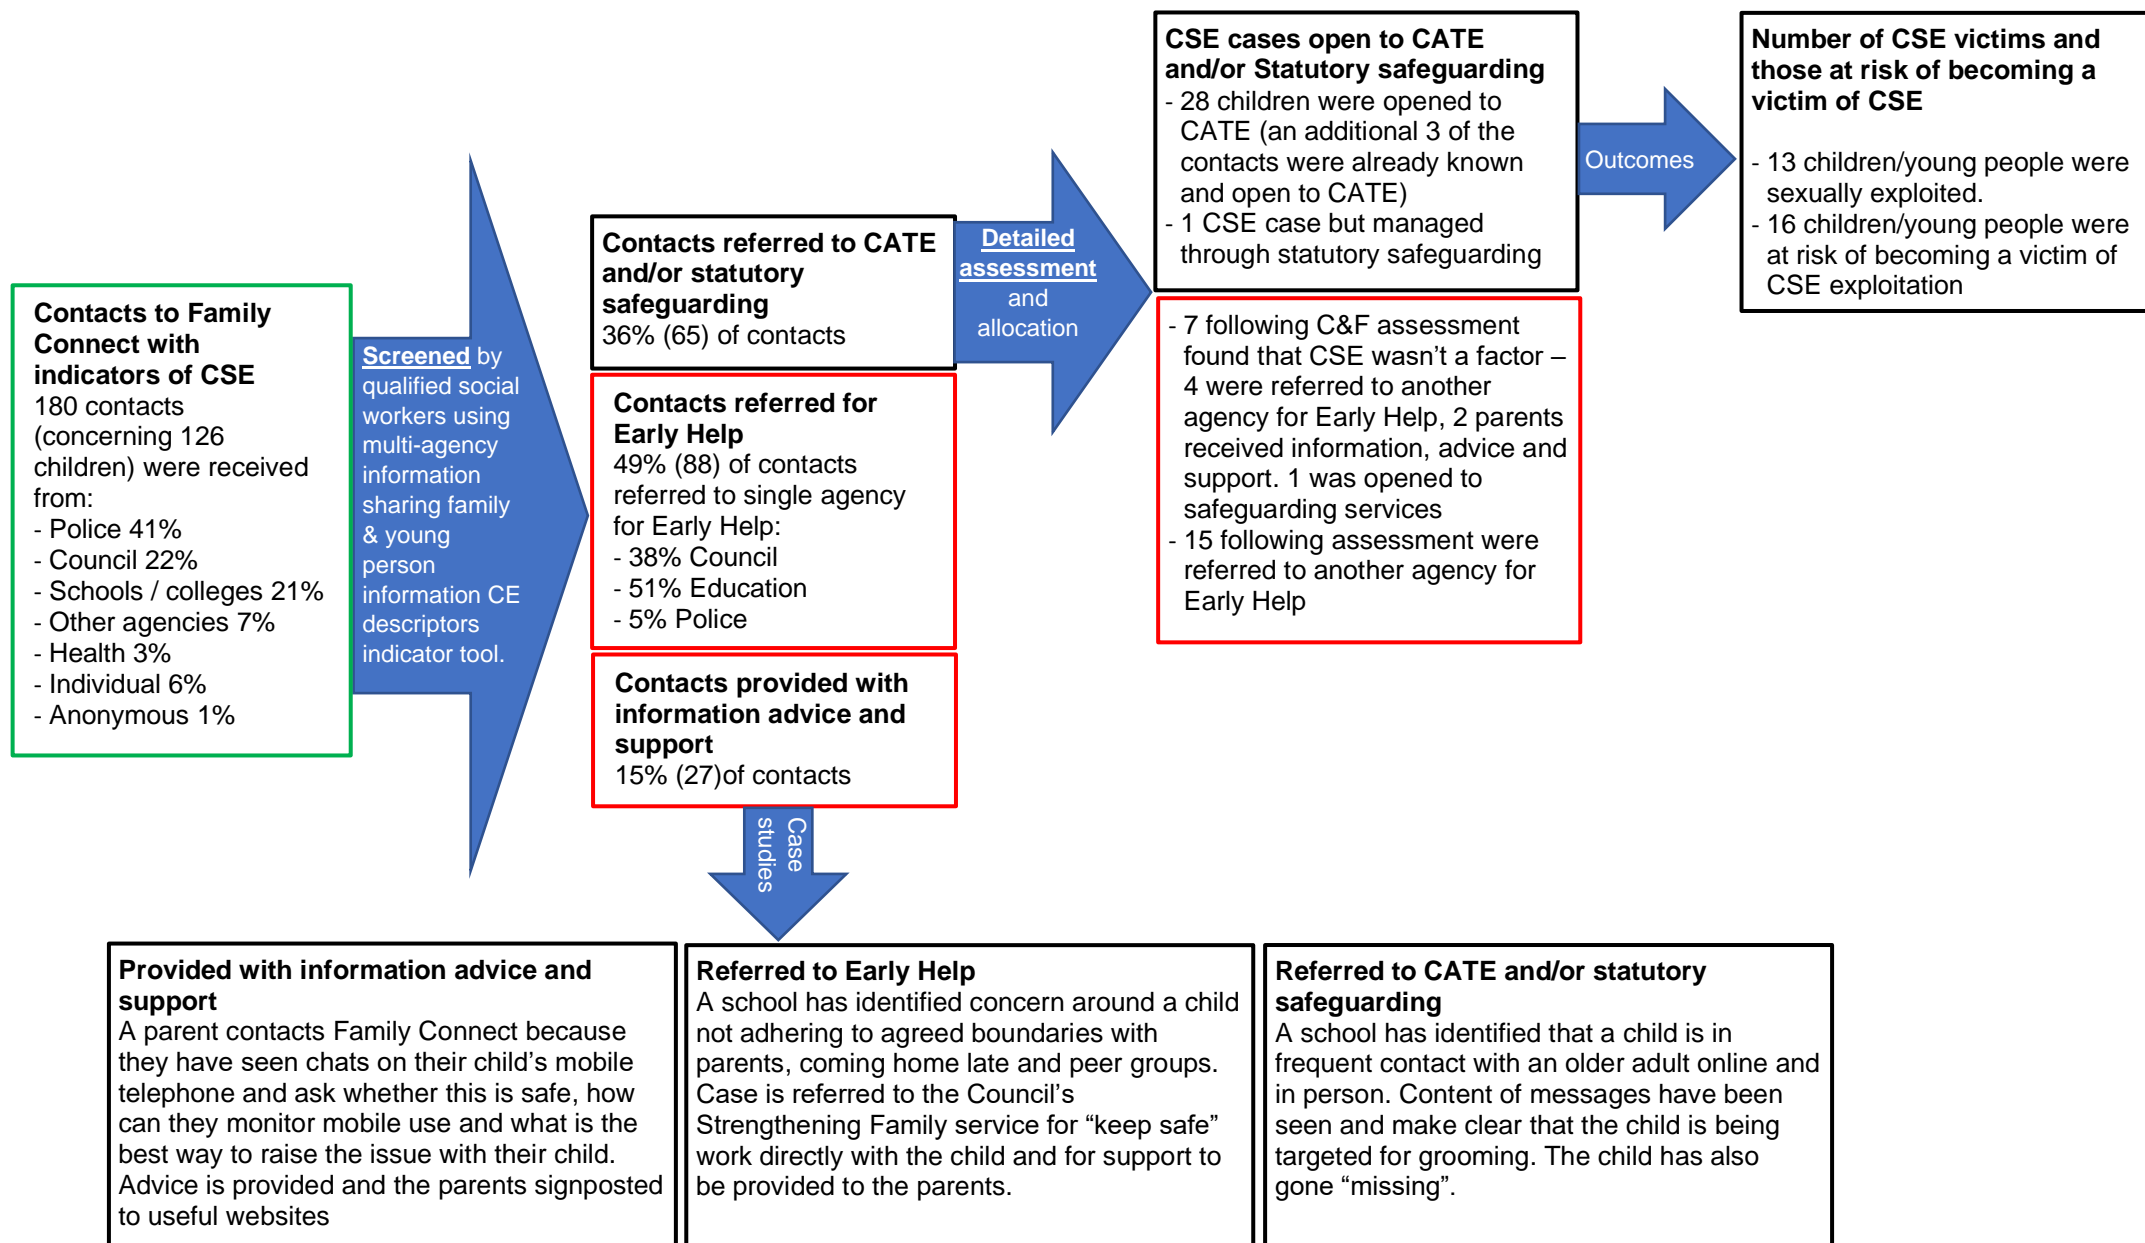 Contacts to Family
Connect with
indicators of CSE
180 contacts
(concerning 126
children) were received
from:
- Police 41%
- Council 22%
- Schools / colleges 21%
- Other agencies 7%
- Health 3%
- Individual 6%
- Anonymous 1%
Screened by
qualified social
workers using
multi-agency
information
sharing family
& young
person
information CE
descriptors
indicator tool.
Contacts referred to CATE
and/or statutory
safeguarding
36% (65) of contacts
Contacts referred for
Early Help
49% (88) of contacts
referred to single agency
for Early Help:
- 38% Council
- 51% Education
- 5% Police
Contacts provided with
information advice and
support
15% (27)of contacts
Detailed
assessment
and
allocation
CSE cases open to CATE
and/or Statutory safeguarding
- 28 children were opened to
CATE (an additional 3 of the
contacts were already known
and open to CATE)
- 1 CSE case but managed
through statutory safeguarding
- 7 following C&F assessment
found that CSE wasn’t a factor –
4 were referred to another
agency for Early Help, 2 parents
received information, advice and
support. 1 was opened to
safeguarding services
- 15 following assessment were
referred to another agency for
Early Help
Outcomes
Number of CSE victims and
those at risk of becoming a
victim of CSE
- 13 children/young people were
sexually exploited.
- 16 children/young people were
at risk of becoming a victim of
CSE exploitation
Case
studies
Provided with information advice and
support
A parent contacts Family Connect because
they have seen chats on their child’s mobile
telephone and ask whether this is safe, how
can they monitor mobile use and what is the
best way to raise the issue with their child.
Advice is provided and the parents signposted
to useful websites
Referred to Early Help
A school has identified concern around a child
not adhering to agreed boundaries with
parents, coming home late and peer groups.
Case is referred to the Council’s
Strengthening Family service for “keep safe”
work directly with the child and for support to
be provided to the parents.
Referred to CATE and/or statutory
safeguarding
A school has identified that a child is in
frequent contact with an older adult online and
in person. Content of messages have been
seen and make clear that the child is being
targeted for grooming. The child has also
gone “missing”.